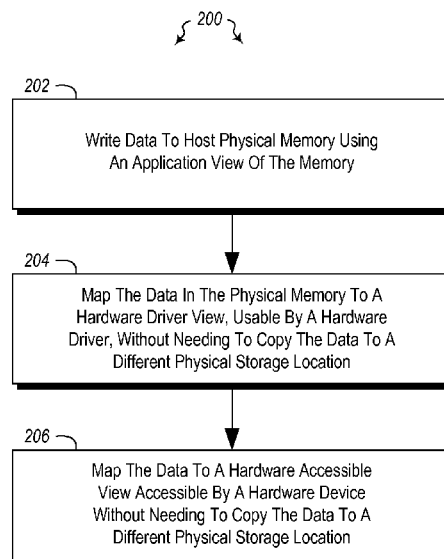 200
202
Write Data To Host Physical Memory Using
An Application View Of The Memory
204
Map The Data In The Physical Memory To A
Hardware Driver View, Usable By A Hardware
Driver, Without Needing To Copy The Data To A
Different Physical Storage Location
206
Map The Data To A Hardware Accessible
View Accessible By A Hardware Device
Without Needing To Copy The Data To A
Different Physical Storage Location